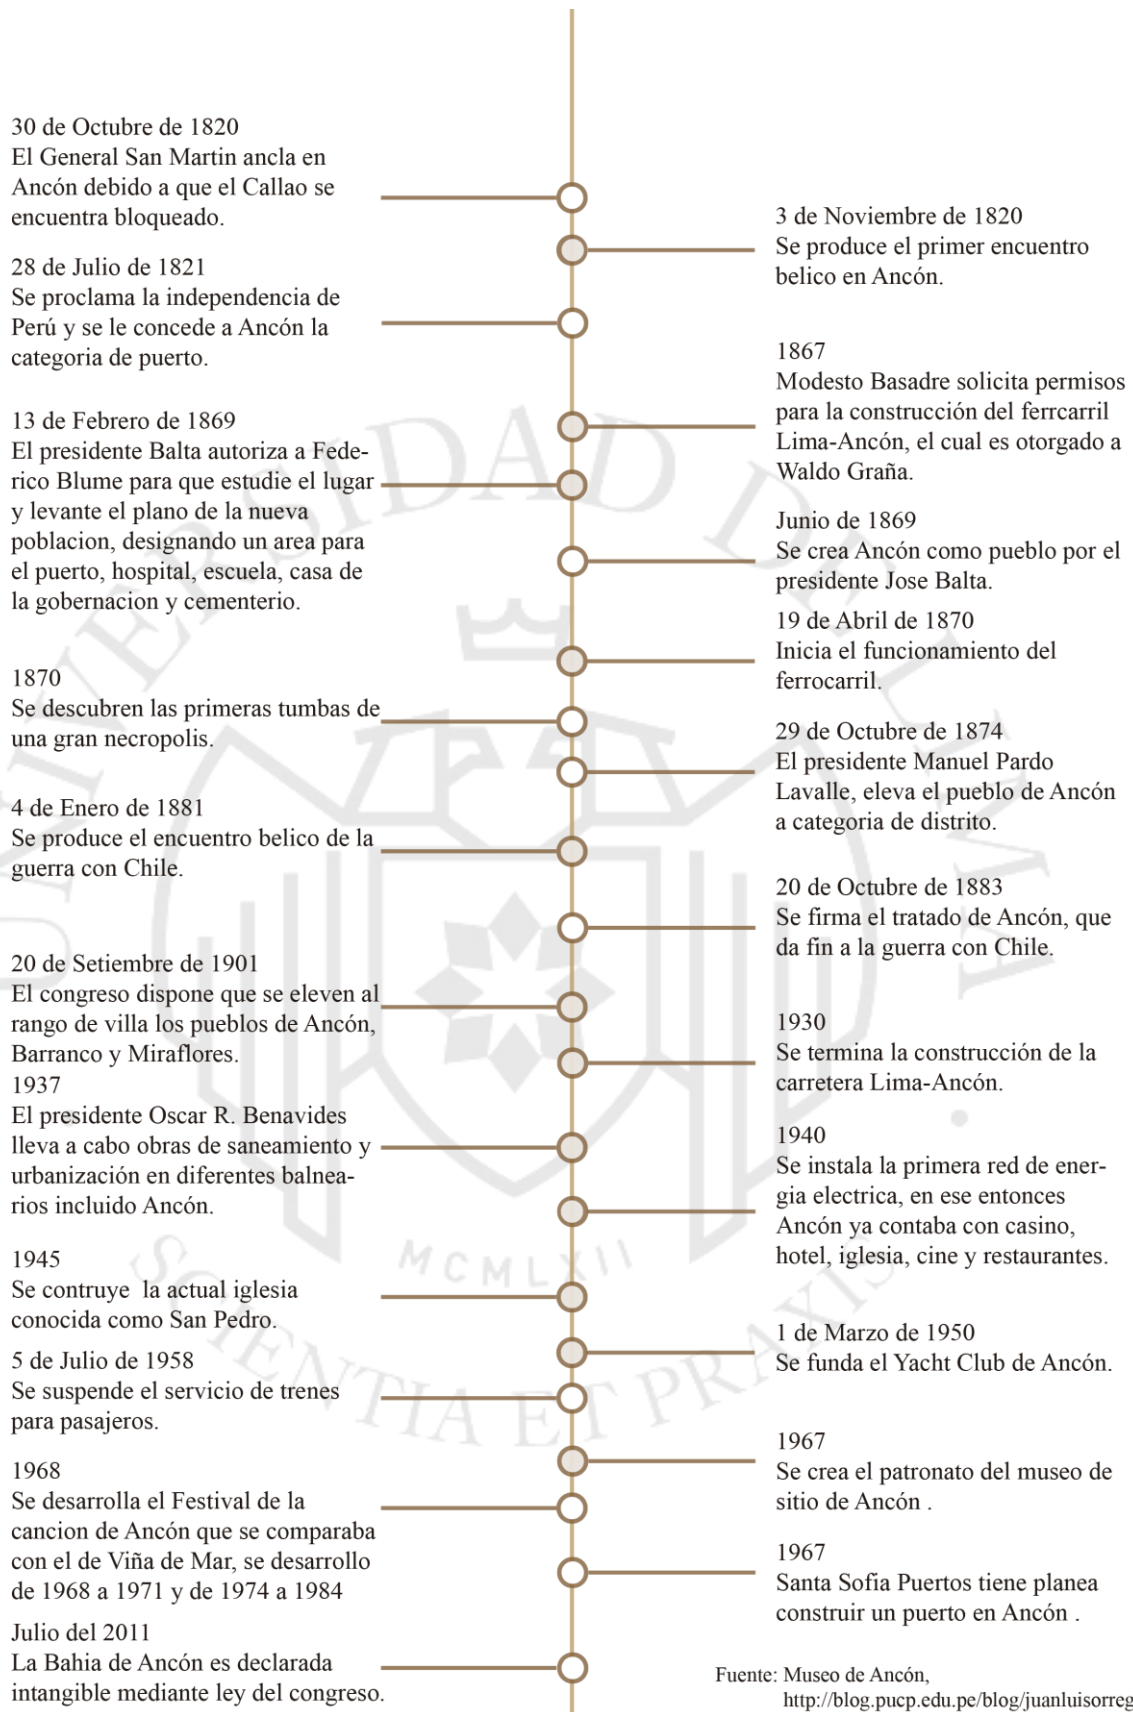 30 de Octubre de 1820
El General San Martin ancla en
Ancón debido a que el Callao se
encuentra bloqueado.
3 de Noviembre de 1820
Se produce el primer encuentro
belico en Ancón.
28 de Julio de 1821
Se proclama la independencia de
Perú y se le concede a Ancón la
categoria de puerto.
1867
Modesto Basadre solicita permisos
para la construcción del ferrcarril
Lima-Ancón, el cual es otorgado a
Waldo Graña.
13 de Febrero de 1869
El presidente Balta autoriza a Fede-
rico Blume para que estudie el lugar
y levante el plano de la nueva
poblacion, designando un area para
el puerto, hospital, escuela, casa de
la gobernacion y cementerio.
Junio de 1869
Se crea Ancón como pueblo por el
presidente Jose Balta.
19 de Abril de 1870
Inicia el funcionamiento del
ferrocarril.
1870
Se descubren las primeras tumbas de
una gran necropolis.
29 de Octubre de 1874
El presidente Manuel Pardo
Lavalle, eleva el pueblo de Ancón
a categoria de distrito.
4 de Enero de 1881
Se produce el encuentro belico de la
guerra con Chile.
20 de Octubre de 1883
Se firma el tratado de Ancón, que
da fin a la guerra con Chile.
20 de Setiembre de 1901
El congreso dispone que se eleven al
rango de villa los pueblos de Ancón,
Barranco y Miraflores.
1930
Se termina la construcción de la
carretera Lima-Ancón.
1937
El presidente Oscar R. Benavides
lleva a cabo obras de saneamiento y
urbanización en diferentes balnea-
rios incluido Ancón.
1940
Se instala la primera red de ener-
gia electrica, en ese entonces
Ancón ya contaba con casino,
hotel, iglesia, cine y restaurantes.
1945
Se contruye la actual iglesia
conocida como San Pedro.
1 de Marzo de 1950
Se funda el Yacht Club de Ancón.
5 de Julio de 1958
Se suspende el servicio de trenes
para pasajeros.
1967
Se crea el patronato del museo de
sitio de Ancón .
1968
Se desarrolla el Festival de la
cancion de Ancón que se comparaba
con el de Viña de Mar, se desarrollo
de 1968 a 1971 y de 1974 a 1984
1967
Santa Sofia Puertos tiene planea
construir un puerto en Ancón .
Julio del 2011
La Bahia de Ancón es declarada
intangible mediante ley del congreso.
Fuente: Museo de Ancón,
http://blog.pucp.edu.pe/blog/juanluisorreg
UNIVERSIDAD DE LIMA
MCMLXII
SCIENTIA ET PRAXIS